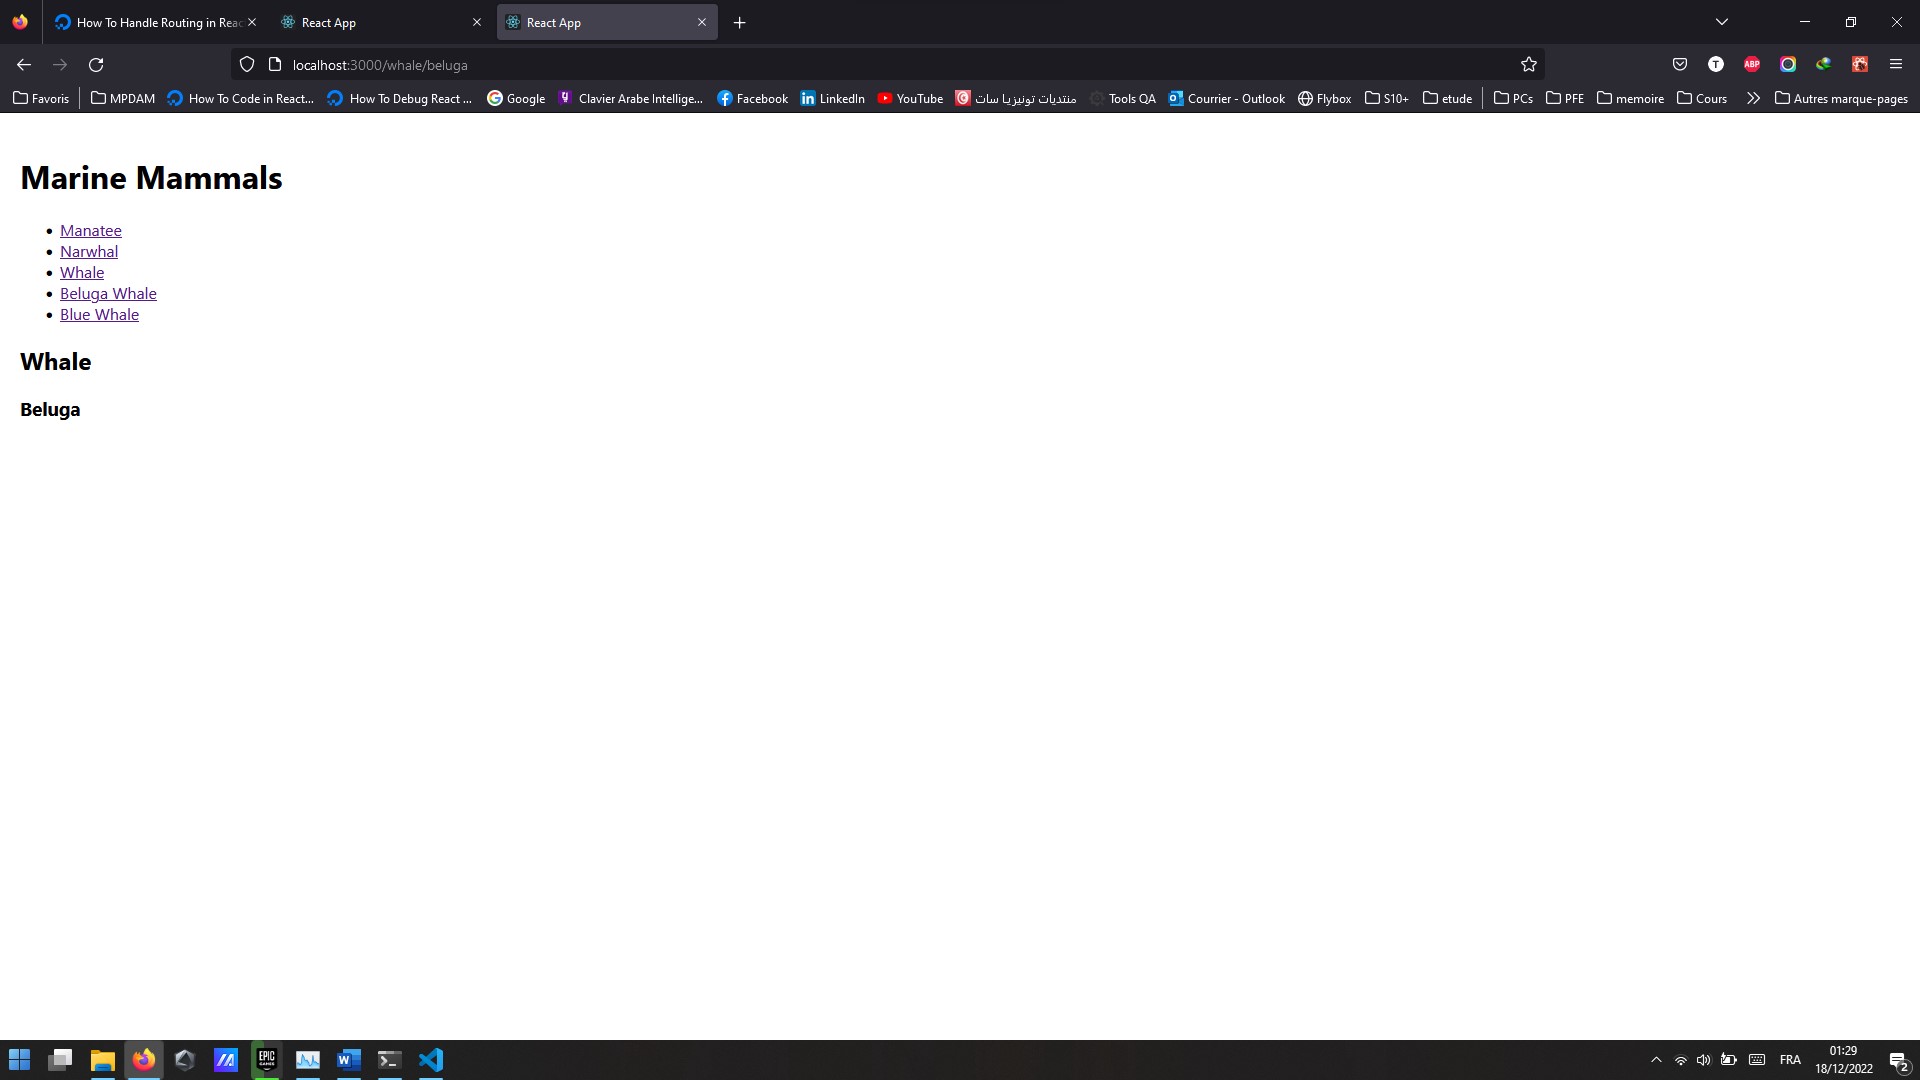 How To Handle Routing in Reac
React App
React App
localhost:3000/whale/beluga
T
ABP
Favoris
MPDAM
How To Code in React...
How To Debug React ...
Google
Clavier Arabe Intellige...
Facebook
LinkedIn
YouTube
منتديات تونيزيا سات
Tools QA
Courrier - Outlook
Flybox
S10+
etude
PCs
PFE
memoire
Cours
Autres marque-pages
Marine Mammals
Manatee
Narwhal
Whale
Beluga Whale
Blue Whale
Whale
Beluga
EPIC
GAMES
W
FRA
01:29
18/12/2022
2